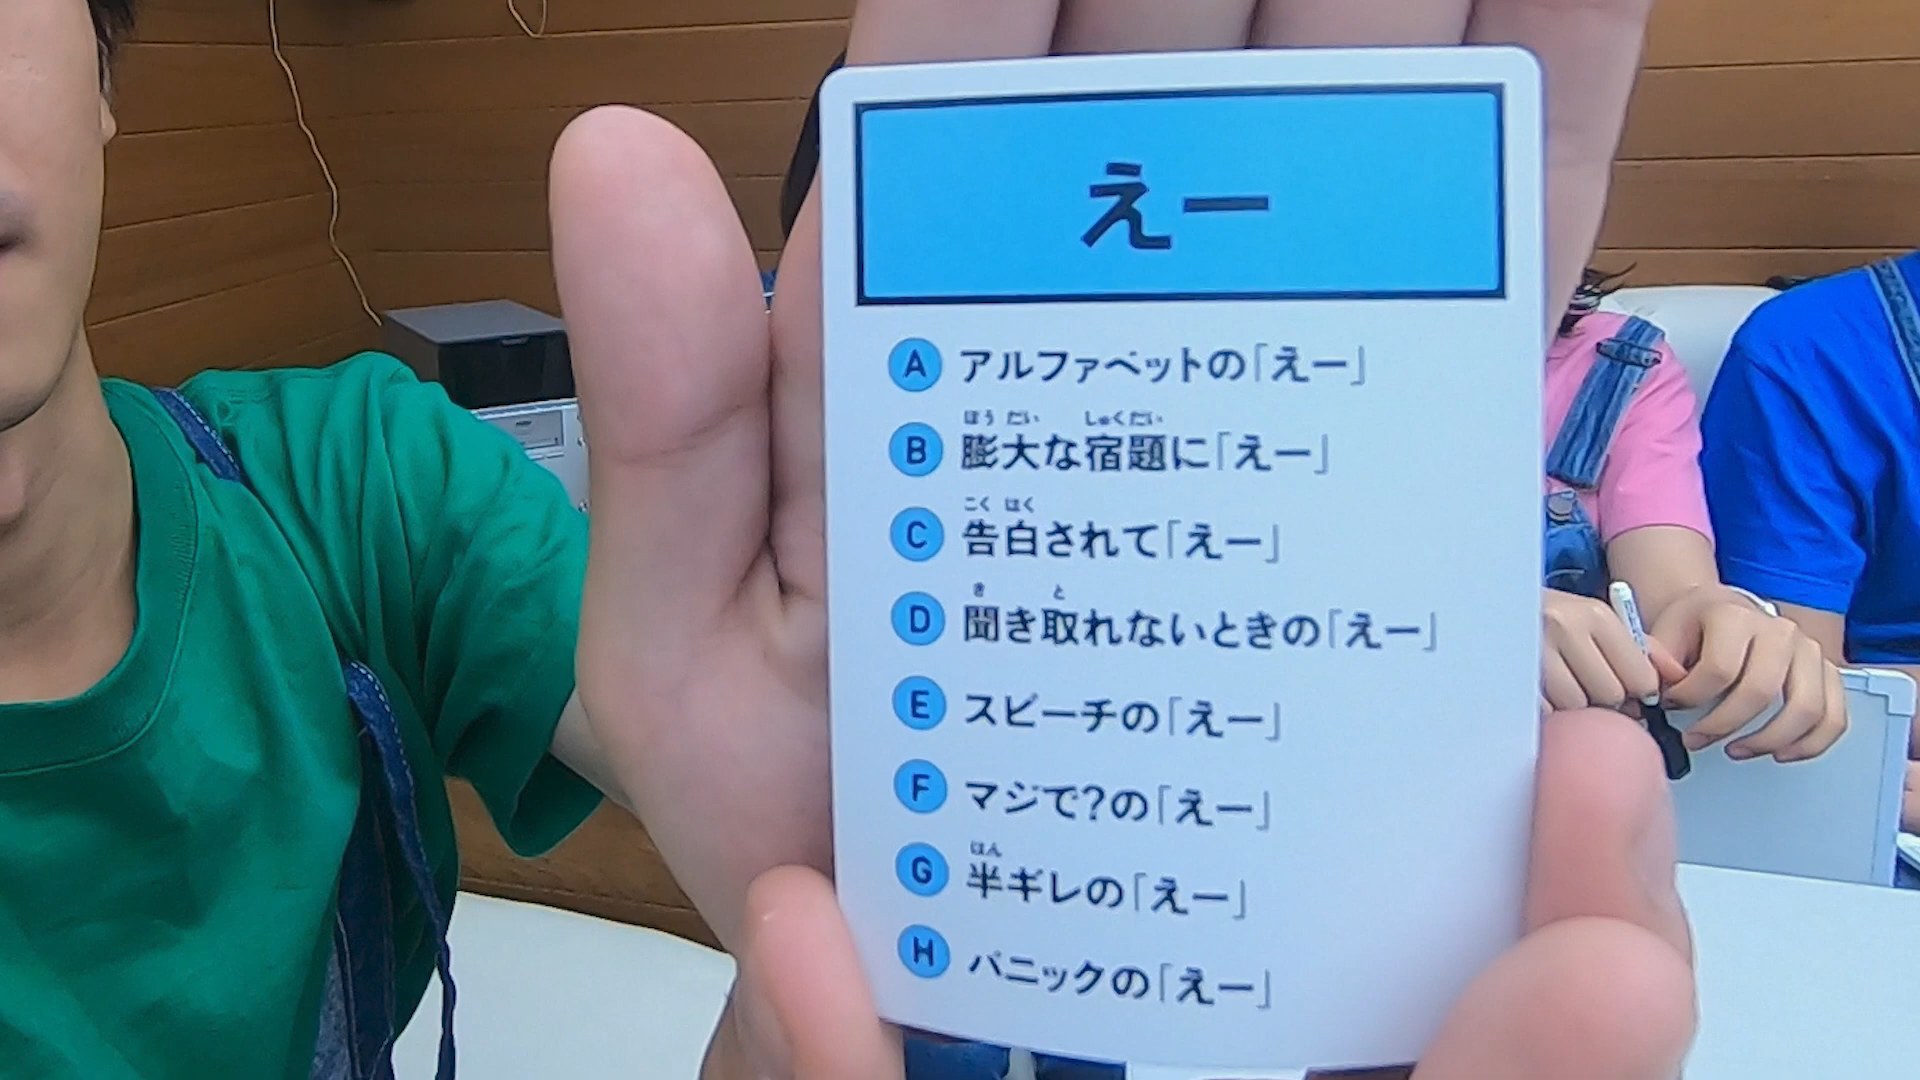 えー
A アルファベットの「えー」
ぼう だい しゅくだい
B 膨大な宿題に「えー」
こく はく
C 告白されて「えー」
き と
D 聞き取れないときの「えー」
E スピーチの「えー」
F マジで?の「えー」
はん
G 半ギレの「えー」
H パニックの「えー」